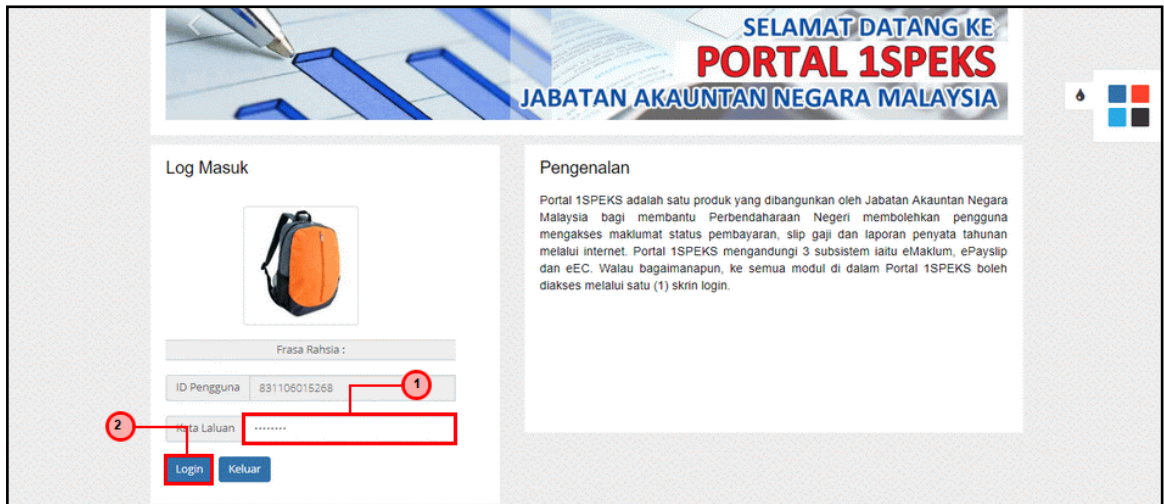 SELAMAT DATANG KE
PORTAL 1SPEKS
JABATAN AKAUNTAN NEGARA MALAYSIA
Log Masuk
Frasa Rahsia :
ID Pengguna 831106015268
1
2
Kata Laluan ........
Login Keluar
Pengenalan
Portal 1SPEKS adalah satu produk yang dibangunkan oleh Jabatan Akauntan Negara
Malaysia bagi membantu Perbendaharaan Negeri membolehkan pengguna
mengakses maklumat status pembayaran, slip gaji dan laporan penyata tahunan
melalui internet. Portal 1SPEKS mengandungi 3 subsistem iaitu eMaklum, ePayslip
dan eEC. Walau bagaimanapun, ke semua modul di dalam Portal 1SPEKS boleh
diakses melalui satu (1) skrin login.